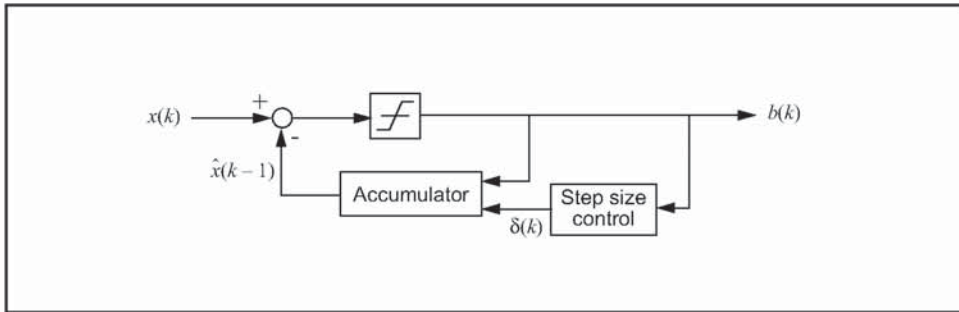 x(k)
+
-
b(k)
x̂(k – 1)
Accumulator
δ(k)
Step size
control